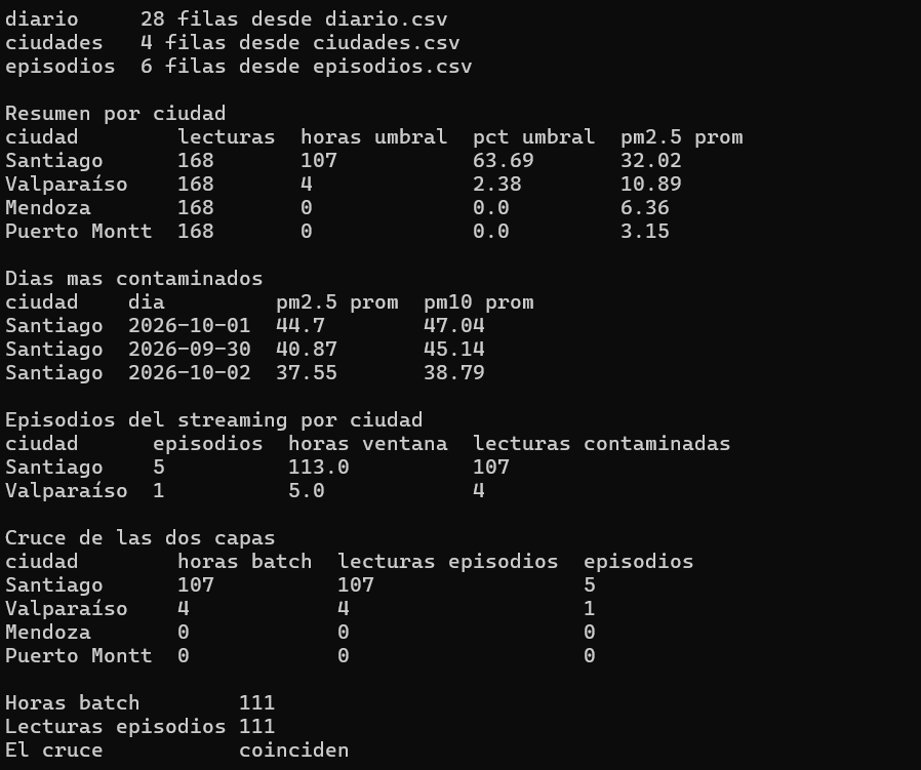 diario     28 filas desde diario.csv
ciudades   4 filas desde ciudades.csv
episodios  6 filas desde episodios.csv
Resumen por ciudad
ciudad        lecturas  horas umbral  pct umbral  pm2.5 prom
Santiago      168       107           63.69       32.02
Valparaíso    168       4             2.38        10.89
Mendoza       168       0             0.0         6.36
Puerto Montt  168       0             0.0         3.15
Dias mas contaminados
ciudad    dia         pm2.5 prom  pm10 prom
Santiago  2026-10-01  44.7        47.04
Santiago  2026-09-30  40.87       45.14
Santiago  2026-10-02  37.55       38.79
Episodios del streaming por ciudad
ciudad      episodios  horas ventana  lecturas contaminadas
Santiago    5          113.0          107
Valparaíso  1          5.0            4
Cruce de las dos capas
ciudad        horas batch  lecturas episodios  episodios
Santiago      107          107                 5
Valparaíso    4            4                   1
Mendoza       0            0                   0
Puerto Montt  0            0                   0
Horas batch        111
Lecturas episodios 111
El cruce           coinciden